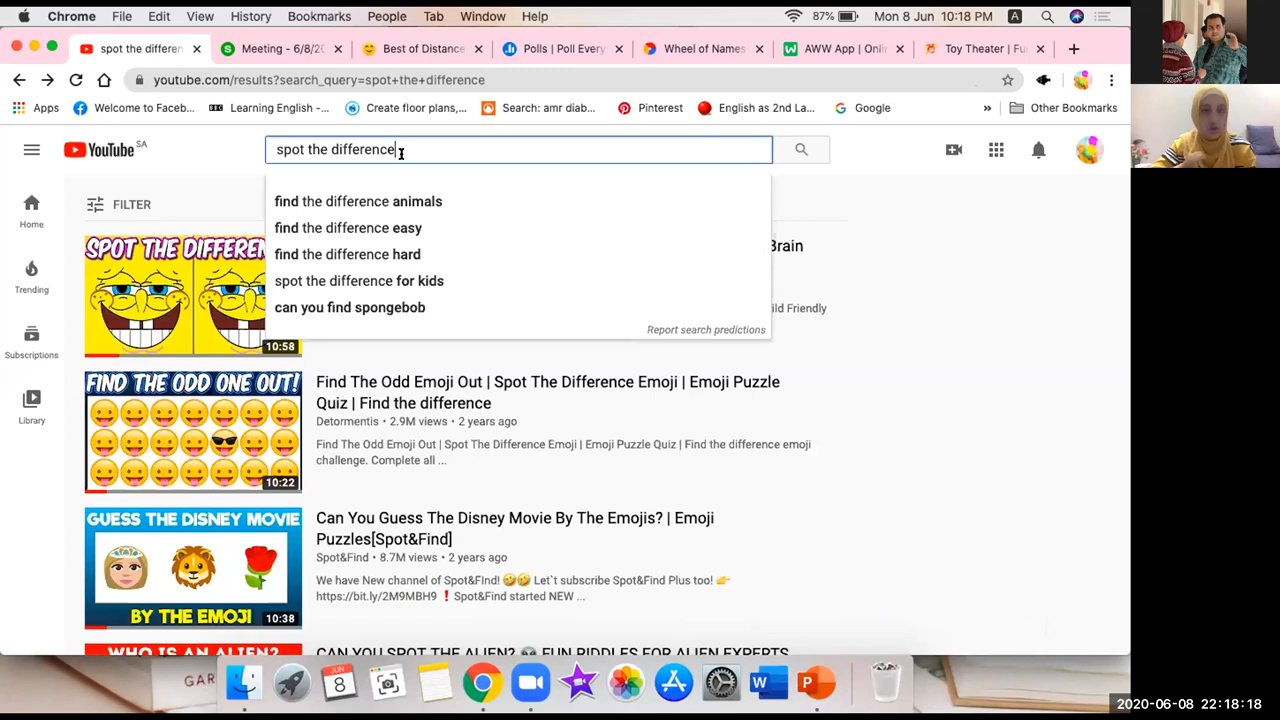 Chrome File Edit View History Bookmarks People Tab Window Help 87% Mon 8 Jun 10:18 PM A
spot the differen Meeting - 6/8/20 Best of Distance Polls | Poll Every Wheel of Names AWW App | Onli Toy Theater | Fu
youtube.com/results?search_query=spot+the+difference
Apps Welcome to Faceb... Learning English -... Create floor plans,... Search: amr diab... Pinterest English as 2nd La... Google » Other Bookmarks
YouTube SA
spot the difference
FILTER
find the difference animals
find the difference easy
find the difference hard
spot the difference for kids
can you find spongebob
Report search predictions
Home
Trending
Subscriptions
Library
SPOT THE DIFFEREN
10:58
Brain
ild Friendly
FIND THE ODD ONE OUT!
10:22
Find The Odd Emoji Out | Spot The Difference Emoji | Emoji Puzzle
Quiz | Find the difference
Detormentis • 2.9M views • 2 years ago
Find The Odd Emoji Out | Spot The Difference Emoji | Emoji Puzzle Quiz | Find the difference emoji
challenge. Complete all ...
GUESS THE DISNEY MOVIE
BY THE EMOJI
10:38
Can You Guess The Disney Movie By The Emojis? | Emoji
Puzzles[Spot&Find]
Spot&Find • 8.7M views • 2 years ago
We have New channel of Spot&FInd! 🤣🤣 Let`t subscribe Spot&Find Plus too! 👉
https://bit.ly/2M9MBH9 ❗ Spot&Find started NEW ...
WHO IS AN ALIEN?
CAN YOU SPOT THE ALIEN? 👽 FUN RIDDLES FOR ALIEN EXPERTS
GAR
JUN
8
W
P
2020-06-08 22:18:18